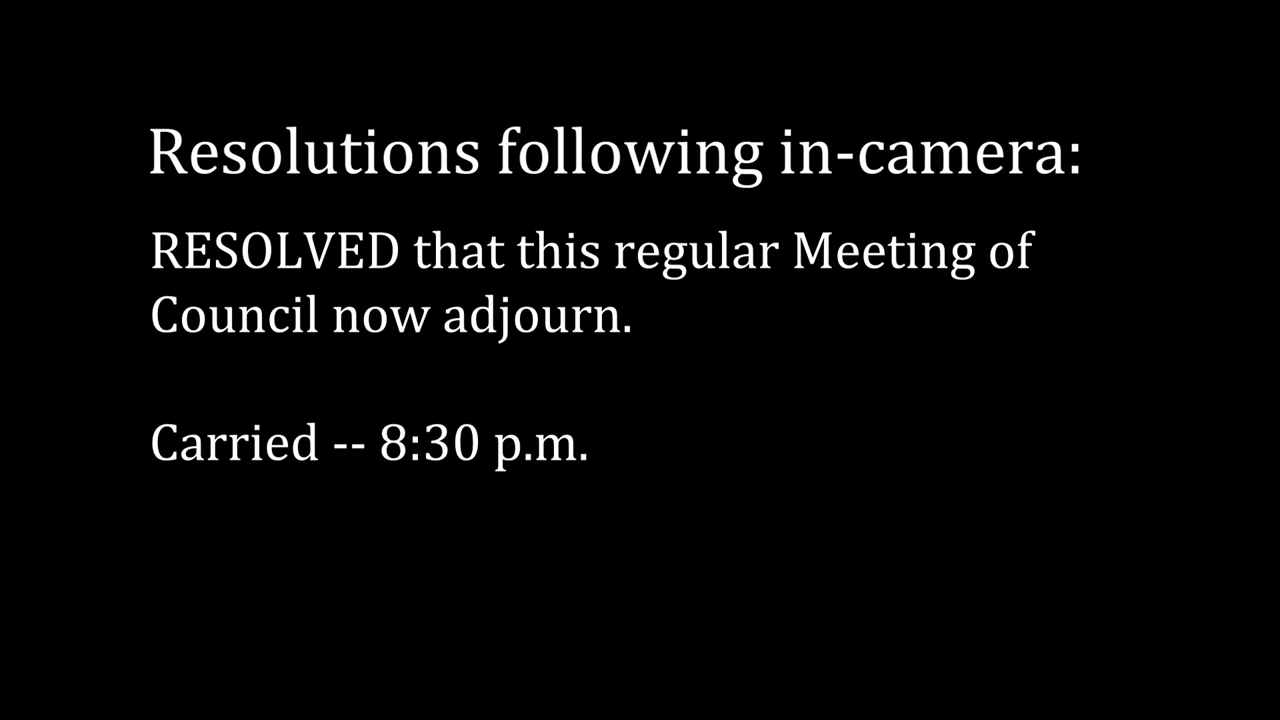 Resolutions following in-camera:
RESOLVED that this regular Meeting of
Council now adjourn.
Carried -- 8:30 p.m.